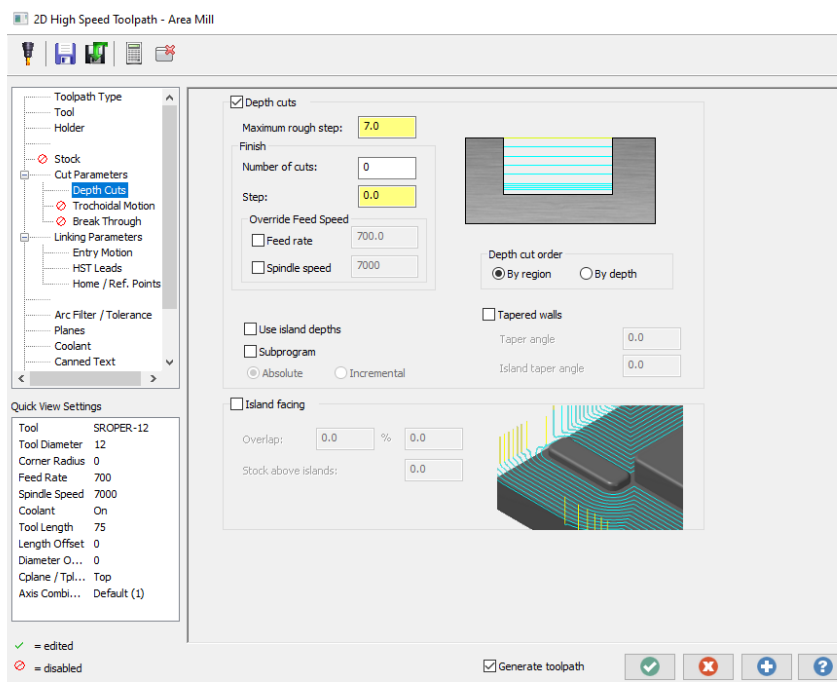 2D High Speed Toolpath - Area Mill
Toolpath Type
Tool
Holder
Stock
Cut Parameters
Depth Cuts
Trochoidal Motion
Break Through
Linking Parameters
Entry Motion
HST Leads
Home / Ref. Points
Arc Filter / Tolerance
Planes
Coolant
Canned Text
Quick View Settings
Tool SROPER-12
Tool Diameter 12
Corner Radius 0
Feed Rate 700
Spindle Speed 7000
Coolant On
Tool Length 75
Length Offset 0
Diameter O... 0
Cplane / Tpl... Top
Axis Combi... Default (1)
= edited
= disabled
Depth cuts
Maximum rough step: 7.0
Finish
Number of cuts: 0
Step: 0.0
Override Feed Speed
Feed rate 700.0
Spindle speed 7000
Depth cut order
By region By depth
Use island depths
Subprogram
Absolute Incremental
Tapered walls
Taper angle 0.0
Island taper angle 0.0
Island facing
Overlap: 0.0 % 0.0
Stock above islands: 0.0
Generate toolpath
?